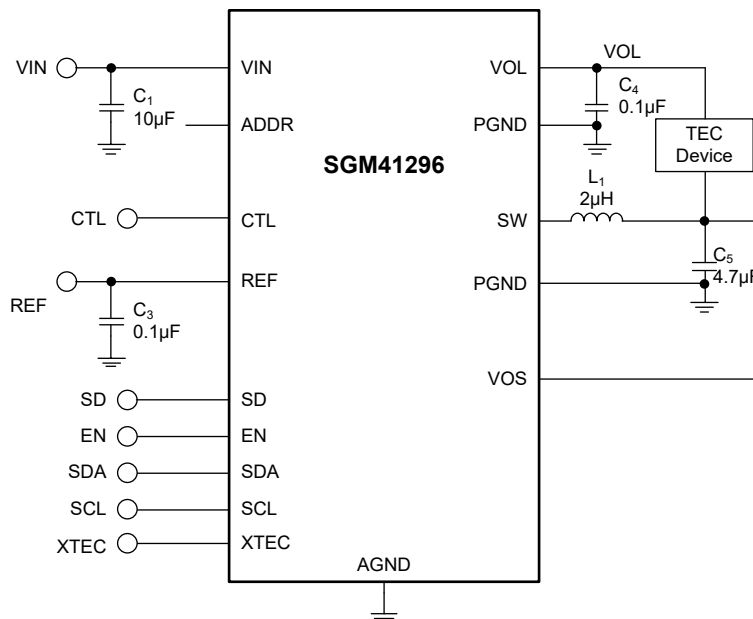 VIN
C₁
10µF
VIN
ADDR
CTL
CTL
REF
REF
C₃
0.1µF
SD
SD
EN
EN
SDA
SDA
SCL
SCL
XTEC
XTEC
SGM41296
AGND
VOL
VOL
C₄
0.1µF
PGND
TEC
Device
L₁
2µH
SW
C₅
4.7µF
PGND
VOS